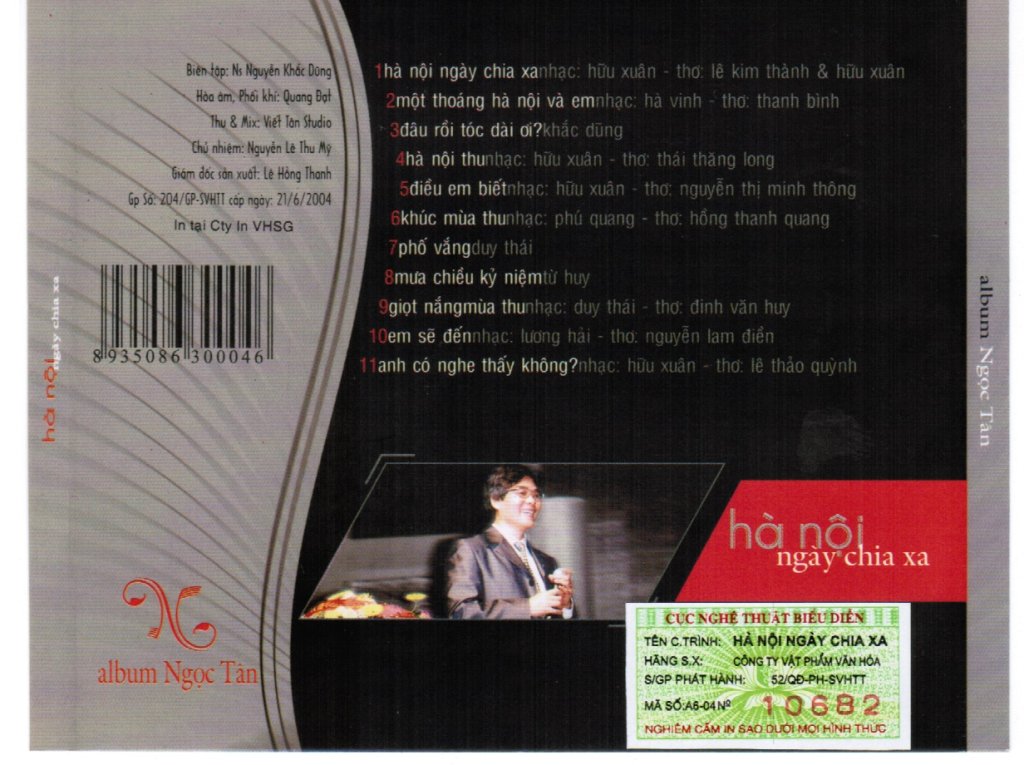 Biên tập: Ns Nguyễn Khắc Dũng
Hòa âm, Phối khí: Quang Đạt
Thu & Mix: Viết Tân Studio
Chủ nhiệm: Nguyễn Lê Thu Mỹ
Giám đốc sản xuất: Lê Hồng Thanh
Gp Số: 204/GP-SVHTT cấp ngày: 21/6/2004
In tại Cty In VHSG
8 935086 300046
1hà nội ngày chia xanhạc: hữu xuân - thơ: lê kim thành & hữu xuân
2một thoáng hà nội và emnhạc: hà vinh - thơ: thanh bình
3đâu rồi tóc dài ơi?khắc dũng
4hà nội thunhạc: hữu xuân - thơ: thái thăng long
5điều em biếtnhạc: hữu xuân - thơ: nguyễn thị minh thông
6khúc mùa thunhạc: phú quang - thơ: hồng thanh quang
7phố vắngduy thái
8mưa chiều kỷ niệmtừ huy
9giọt nắngmùa thunhạc: duy thái - thơ: đinh văn huy
10em sẽ đếnnhạc: lương hải - thơ: nguyễn lam điền
11anh có nghe thấy không?nhạc: hữu xuân - thơ: lê thảo quỳnh
hà nội
ngày chia xa
album Ngọc Tân
hà nội
ngày chia xa
album Ngọc Tân
CỤC NGHỆ THUẬT BIỂU DIỄN
TÊN C.TRÌNH: HÀ NỘI NGÀY CHIA XA
HÃNG S.X: CÔNG TY VẬT PHẨM VĂN HÓA
S/GP PHÁT HÀNH: 52/QĐ-PH-SVHTT
MÃ SỐ:A6-04 Nº 10682
NGHIÊM CẤM IN SAO DƯỚI MỌI HÌNH THỨC